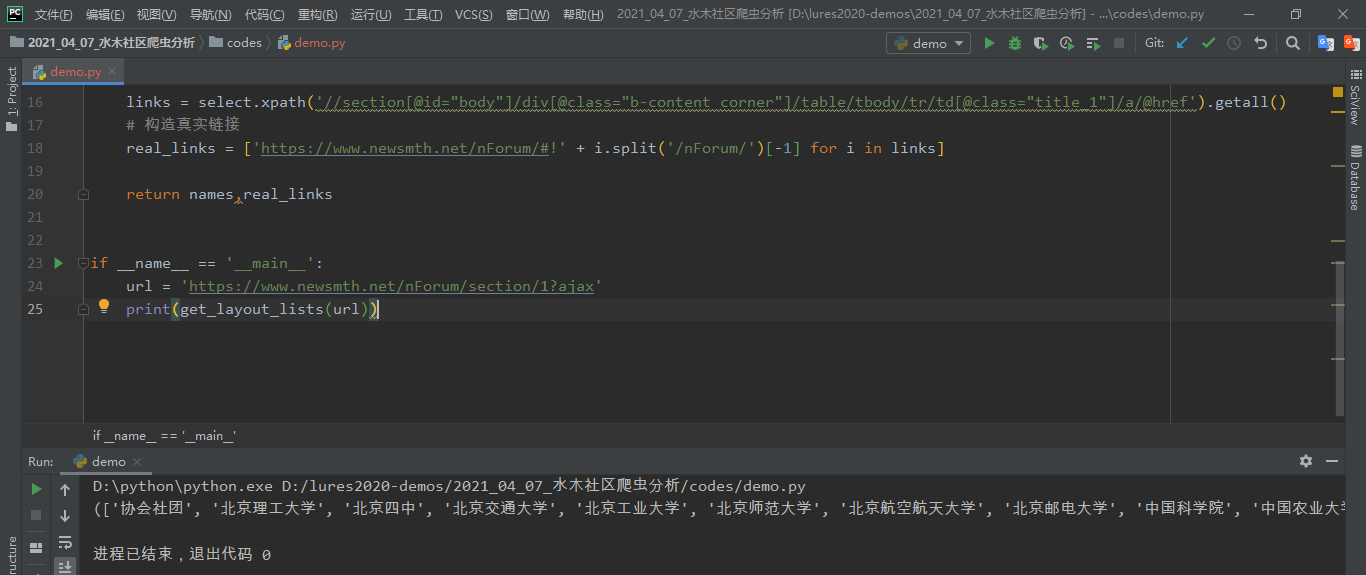 PC 文件(F) 编辑(E) 视图(V) 导航(N) 代码(C) 重构(R) 运行(U) 工具(T) VCS(S) 窗口(W) 帮助(H) 2021_04_07_水木社区爬虫分析 [D:\lures2020-demos\2021_04_07_水木社区爬虫分析] - ...\codes\demo.py
2021_04_07_水木社区爬虫分析 codes demo.py demo Git:
demo.py
1: Project
SciView
Database
16 links = select.xpath('//section[@id="body"]/div[@class="b-content corner"]/table/tbody/tr/td[@class="title_1"]/a/@href').getall()
17 # 构造真实链接
18 real_links = ['https://www.newsmth.net/nForum/#!' + i.split('/nForum/')[-1] for i in links]
19
20 return names,real_links
21
22
23 if __name__ == '__main__':
24 url = 'https://www.newsmth.net/nForum/section/1?ajax'
25 print(get_layout_lists(url))
if __name__ == '__main__'
Run: demo
D:\python\python.exe D:/lures2020-demos/2021_04_07_水木社区爬虫分析/codes/demo.py
(['协会社团', '北京理工大学', '北京四中', '北京交通大学', '北京工业大学', '北京师范大学', '北京航空航天大学', '北京邮电大学', '中国科学院', '中国农业大学
进程已结束，退出代码 0
ructure